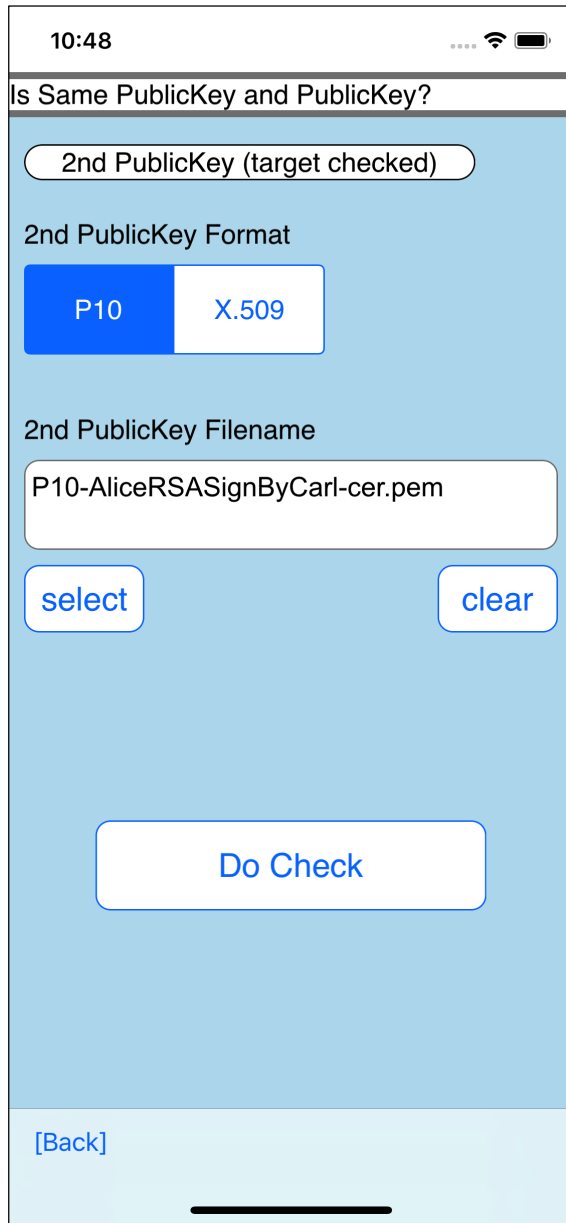 10:48
Is Same PublicKey and PublicKey?
2nd PublicKey (target checked)
2nd PublicKey Format
P10 X.509
2nd PublicKey Filename
P10-AliceRSASignByCarl-cer.pem
select clear
Do Check
[Back]